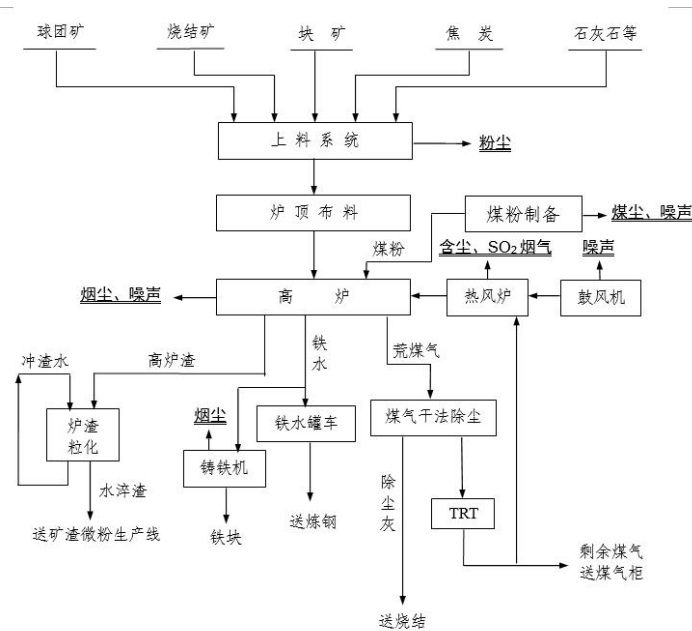 球团矿
烧结矿
块 矿
焦 炭
石灰石等
上 料 系 统
粉尘
炉 顶 布 料
煤粉制备
煤尘、噪声
煤粉
含尘、SO₂烟气
噪声
烟尘、噪声
高 炉
热风炉
鼓风机
冲渣水
高炉渣
铁
水
荒煤气
炉渣
粒化
烟尘
铁水罐车
煤气干法除尘
铸铁机
水淬渣
除
尘
灰
TRT
送矿渣微粉生产线
铁块
送炼钢
剩余煤气
送煤气柜
送烧结